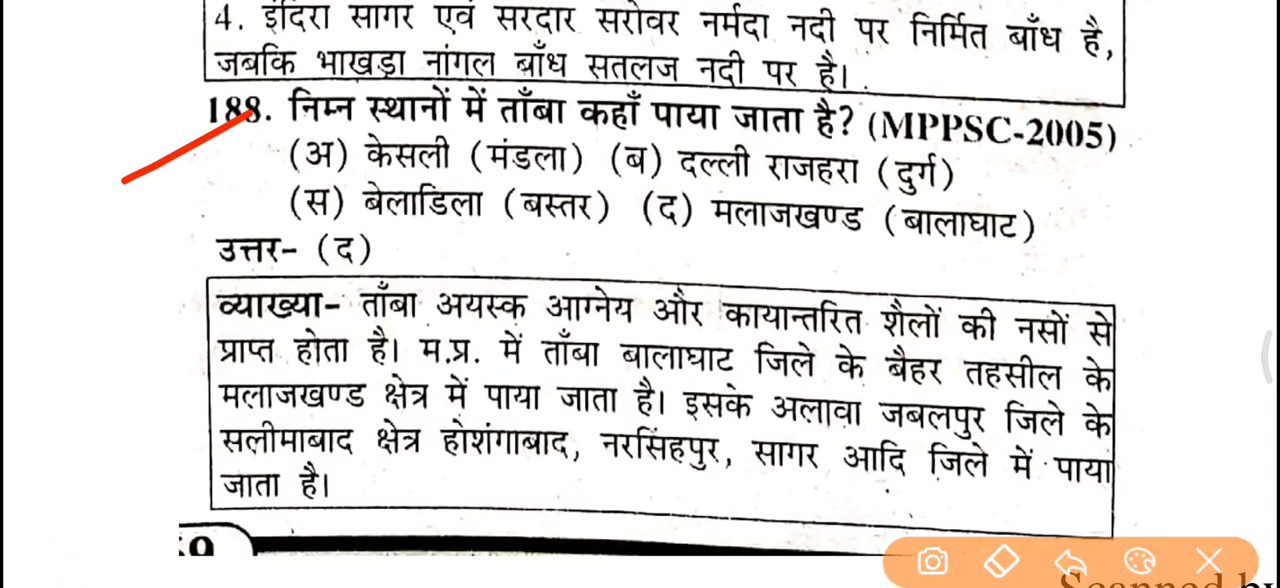 4. इंदिरा सागर एवं सरदार सरोवर नर्मदा नदी पर निर्मित बाँध है,
जबकि भाखड़ा नांगल बाँध सतलज नदी पर है।
188. निम्न स्थानों में ताँबा कहाँ पाया जाता है? (MPPSC-2005)
(अ) केसली (मंडला) (ब) दल्ली राजहरा (दुर्ग)
(स) बेलाडिला (बस्तर) (द) मलाजखण्ड (बालाघाट)
उत्तर- (द)
व्याख्या- ताँबा अयस्क आग्नेय और कायान्तरित शैलों की नसों से
प्राप्त होता है। म.प्र. में ताँबा बालाघाट जिले के बैहर तहसील के
मलाजखण्ड क्षेत्र में पाया जाता है। इसके अलावा जबलपुर जिले के
सलीमाबाद क्षेत्र होशंगाबाद, नरसिंहपुर, सागर आदि जिले में पाया
जाता है।